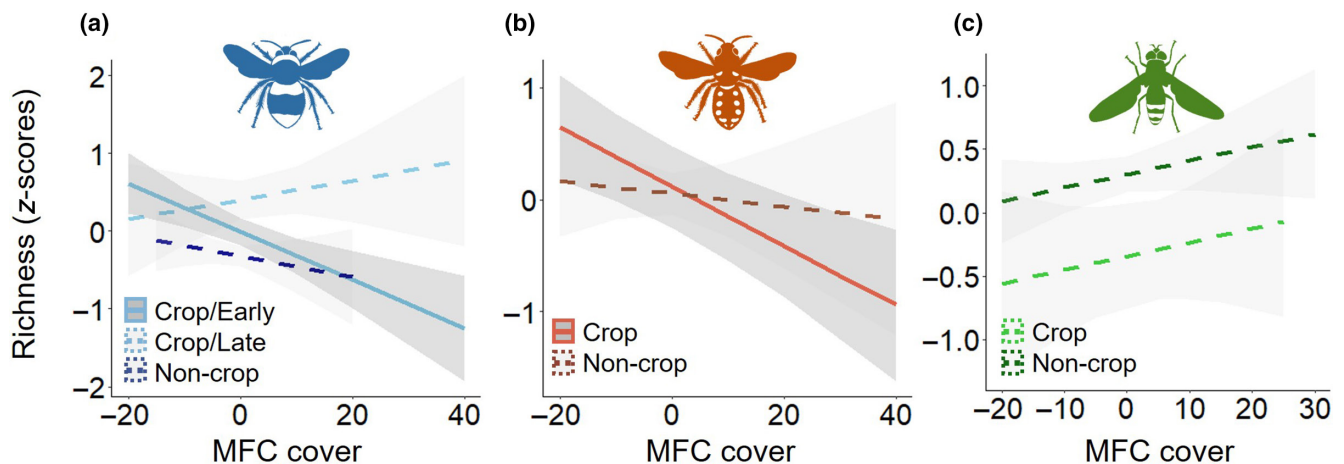 (a)
(b)
(c)
Richness (z-scores)
2
1
0
−1
−2
Crop/Early
Crop/Late
Non-crop
−20 0 20 40
MFC cover
1
0
−1
Crop
Non-crop
−20 0 20 40
MFC cover
1.0
0.5
0.0
−0.5
−1.0
Crop
Non-crop
−20 −10 0 10 20 30
MFC cover